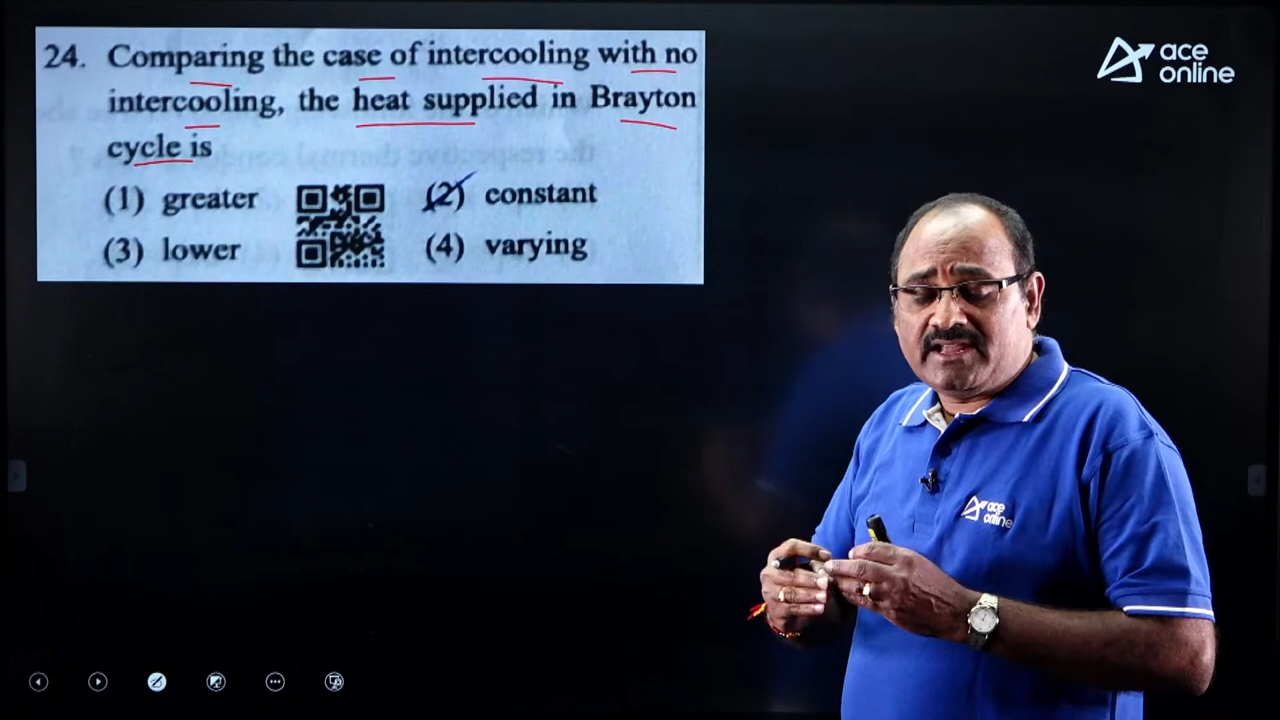 24. Comparing the case of intercooling with no
intercooling, the heat supplied in Brayton
cycle is
(1) greater (2) constant
(3) lower (4) varying
ace
online
ace
online